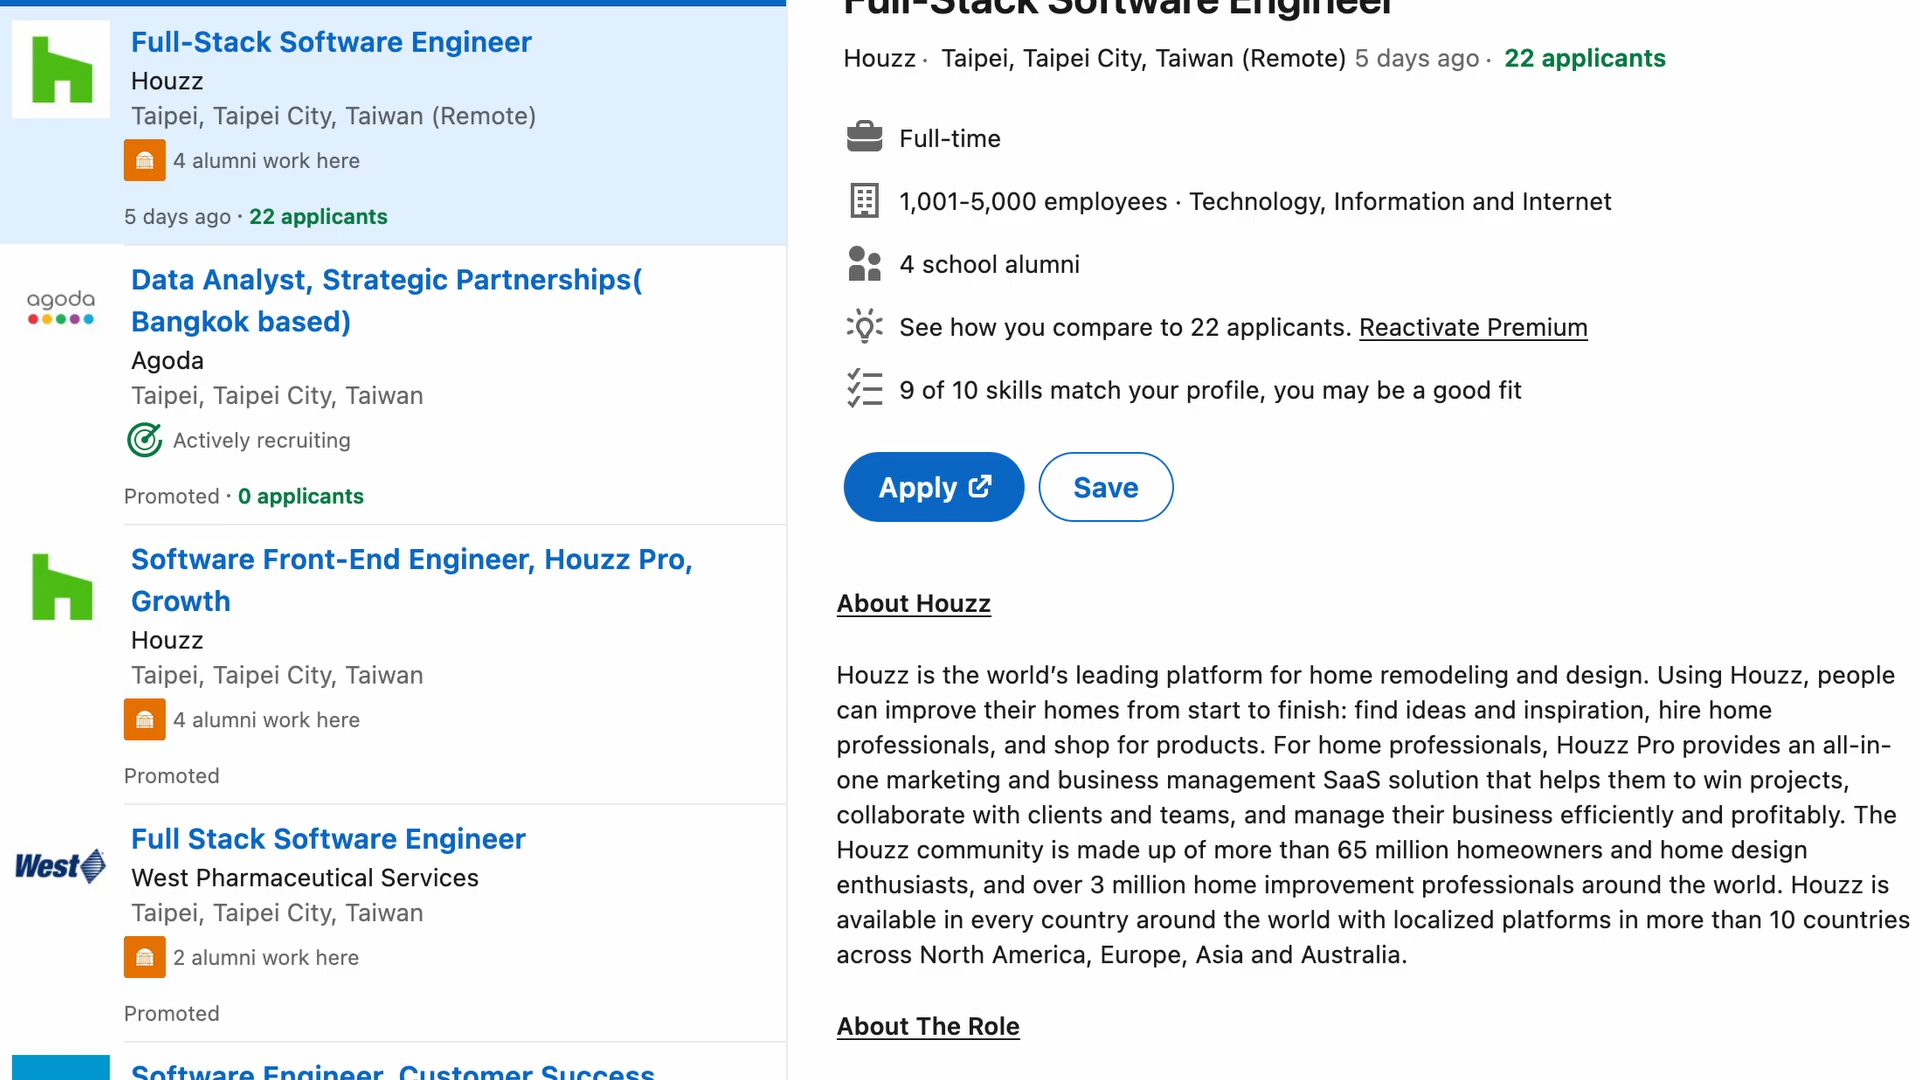 Full-Stack Software Engineer
Houzz
Taipei, Taipei City, Taiwan (Remote)
4 alumni work here
5 days ago · 22 applicants
agoda
Data Analyst, Strategic Partnerships(
Bangkok based)
Agoda
Taipei, Taipei City, Taiwan
Actively recruiting
Promoted · 0 applicants
Software Front-End Engineer, Houzz Pro,
Growth
Houzz
Taipei, Taipei City, Taiwan
4 alumni work here
Promoted
West
Full Stack Software Engineer
West Pharmaceutical Services
Taipei, Taipei City, Taiwan
2 alumni work here
Promoted
Software Engineer, Customer Success
Full-Stack Software Engineer
Houzz · Taipei, Taipei City, Taiwan (Remote) 5 days ago · 22 applicants
Full-time
1,001-5,000 employees · Technology, Information and Internet
4 school alumni
See how you compare to 22 applicants. Reactivate Premium
9 of 10 skills match your profile, you may be a good fit
Apply
Save
About Houzz
Houzz is the world’s leading platform for home remodeling and design. Using Houzz, people
can improve their homes from start to finish: find ideas and inspiration, hire home
professionals, and shop for products. For home professionals, Houzz Pro provides an all-in-
one marketing and business management SaaS solution that helps them to win projects,
collaborate with clients and teams, and manage their business efficiently and profitably. The
Houzz community is made up of more than 65 million homeowners and home design
enthusiasts, and over 3 million home improvement professionals around the world. Houzz is
available in every country around the world with localized platforms in more than 10 countries
across North America, Europe, Asia and Australia.
About The Role